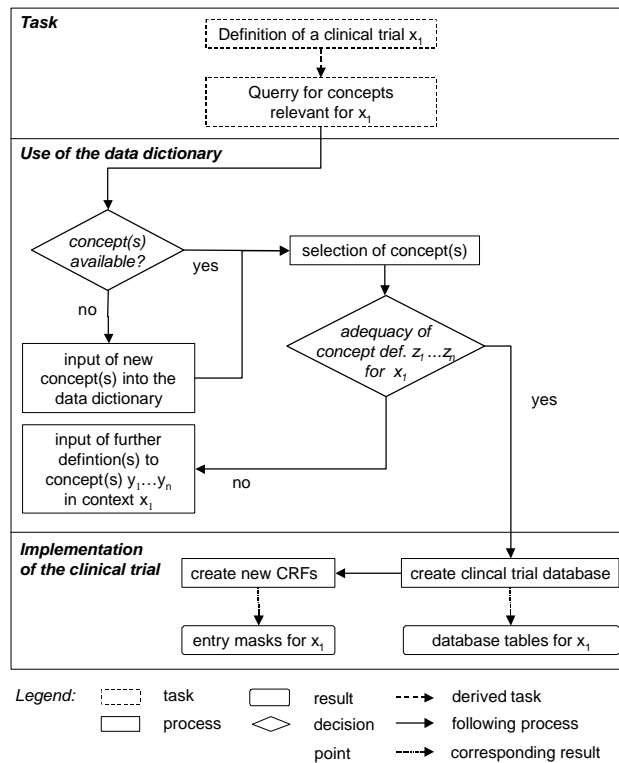 Task
Definition of a clinical trial x₁
Querry for concepts
relevant for x₁
Use of the data dictionary
concept(s)
available?
yes
selection of concept(s)
no
adequacy of
concept def. z₁...zₙ
for x₁
input of new
concept(s) into the
data dictionary
yes
input of further
defintion(s) to
concept(s) y₁...yₙ
in context x₁
no
Implementation
of the clinical trial
create new CRFs
create clincal trial database
entry masks for x₁
database tables for x₁
Legend:
task
result
derived task
process
decision
following process
point
corresponding result